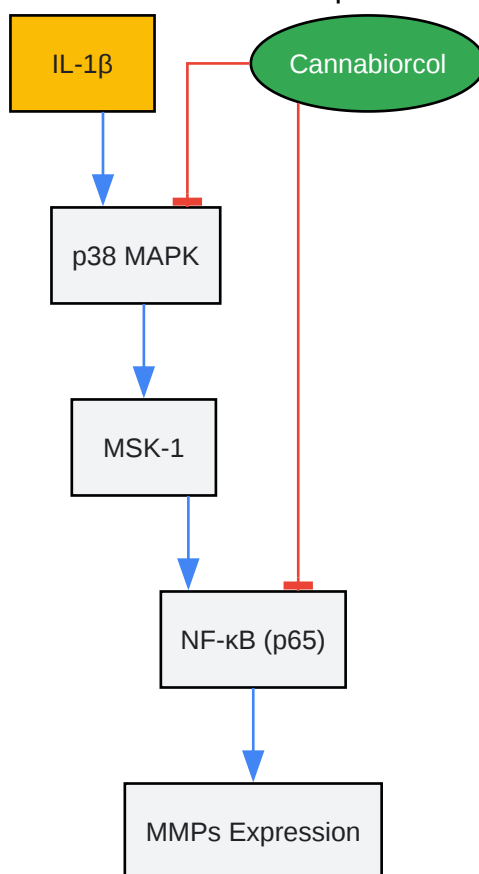 IL-1β
Cannabiorcol
p38 MAPK
MSK-1
NF-κB (p65)
MMPs Expression